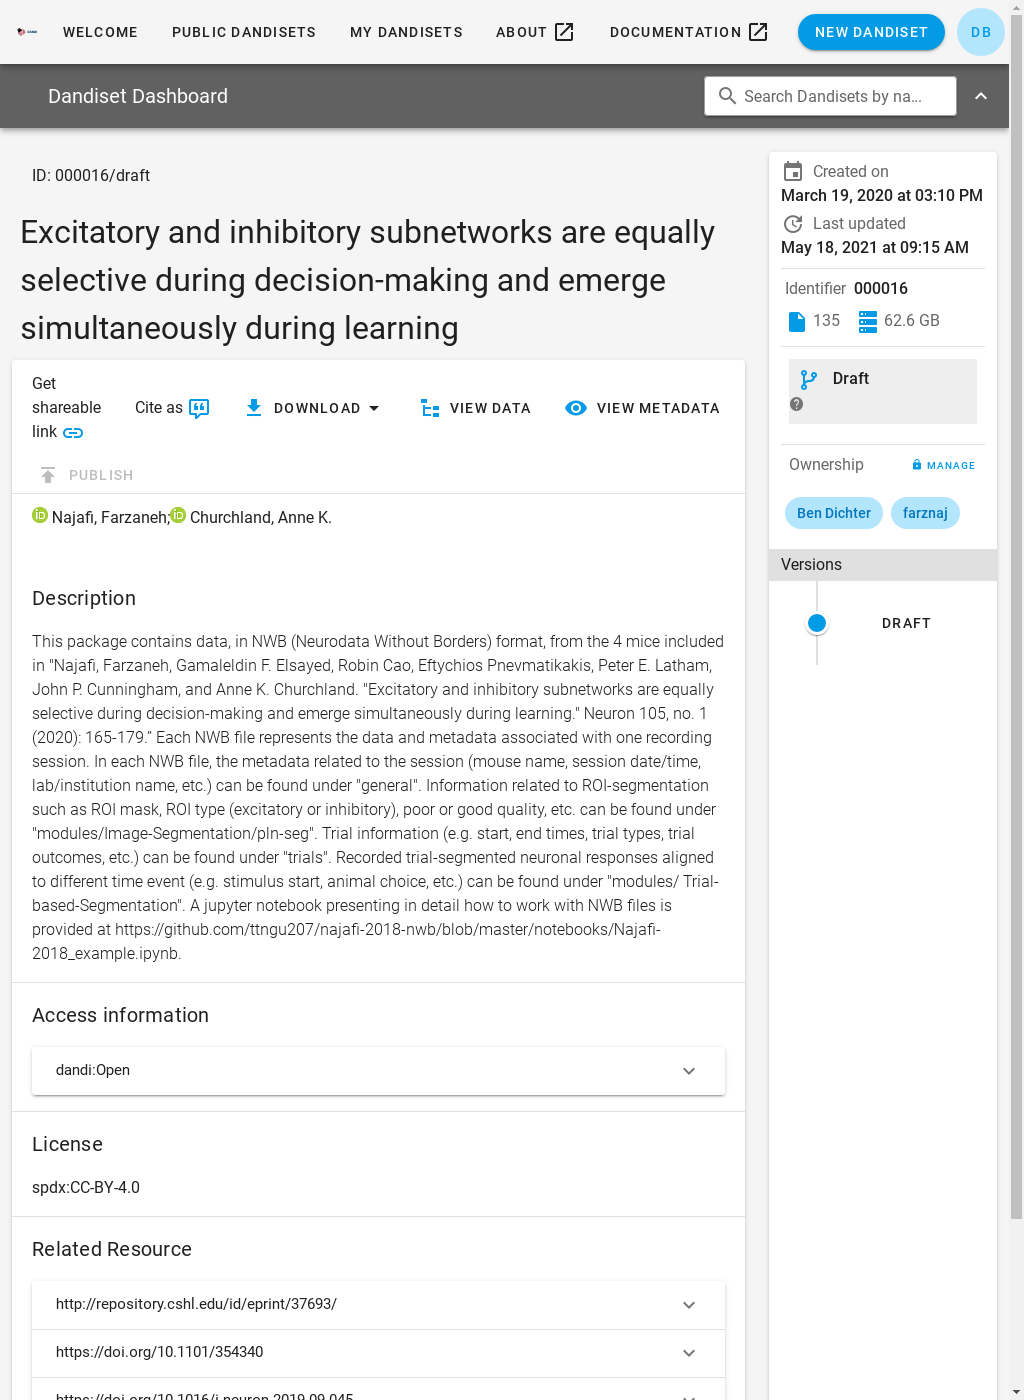 WELCOME
PUBLIC DANDISETS
MY DANDISETS
ABOUT
DOCUMENTATION
NEW DANDISET
DB
Dandiset Dashboard
Search Dandisets by na...
ID: 000016/draft
Excitatory and inhibitory subnetworks are equally
selective during decision-making and emerge
simultaneously during learning
Get
shareable
link
Cite as
DOWNLOAD
VIEW DATA
VIEW METADATA
PUBLISH
Najafi, Farzaneh; Churchland, Anne K.
Description
This package contains data, in NWB (Neurodata Without Borders) format, from the 4 mice included
in "Najafi, Farzaneh, Gamaleldin F. Elsayed, Robin Cao, Eftychios Pnevmatikakis, Peter E. Latham,
John P. Cunningham, and Anne K. Churchland. "Excitatory and inhibitory subnetworks are equally
selective during decision-making and emerge simultaneously during learning." Neuron 105, no. 1
(2020): 165-179.” Each NWB file represents the data and metadata associated with one recording
session. In each NWB file, the metadata related to the session (mouse name, session date/time,
lab/institution name, etc.) can be found under "general". Information related to ROI-segmentation
such as ROI mask, ROI type (excitatory or inhibitory), poor or good quality, etc. can be found under
"modules/Image-Segmentation/pln-seg". Trial information (e.g. start, end times, trial types, trial
outcomes, etc.) can be found under "trials". Recorded trial-segmented neuronal responses aligned
to different time event (e.g. stimulus start, animal choice, etc.) can be found under "modules/ Trial-
based-Segmentation". A jupyter notebook presenting in detail how to work with NWB files is
provided at https://github.com/ttngu207/najafi-2018-nwb/blob/master/notebooks/Najafi-
2018_example.ipynb.
Access information
dandi:Open
License
spdx:CC-BY-4.0
Related Resource
http://repository.cshl.edu/id/eprint/37693/
https://doi.org/10.1101/354340
https://doi.org/10.1016/j.neuron.2019.09.045
Created on
March 19, 2020 at 03:10 PM
Last updated
May 18, 2021 at 09:15 AM
Identifier 000016
135
62.6 GB
Draft
Ownership
MANAGE
Ben Dichter
farznaj
Versions
DRAFT